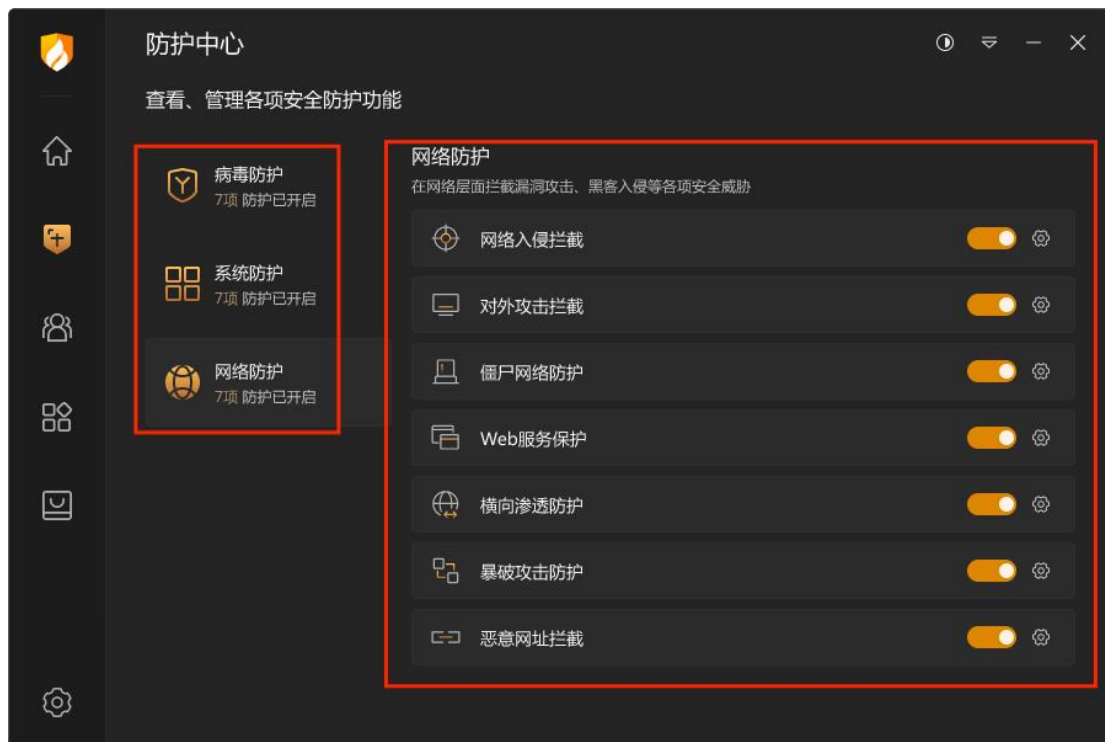 防护中心
查看、管理各项安全防护功能
病毒防护
7项 防护已开启
系统防护
7项 防护已开启
网络防护
7项 防护已开启
网络防护
在网络层面拦截漏洞攻击、黑客入侵等各项安全威胁
网络入侵拦截
对外攻击拦截
僵尸网络防护
Web服务保护
横向渗透防护
暴破攻击防护
恶意网址拦截